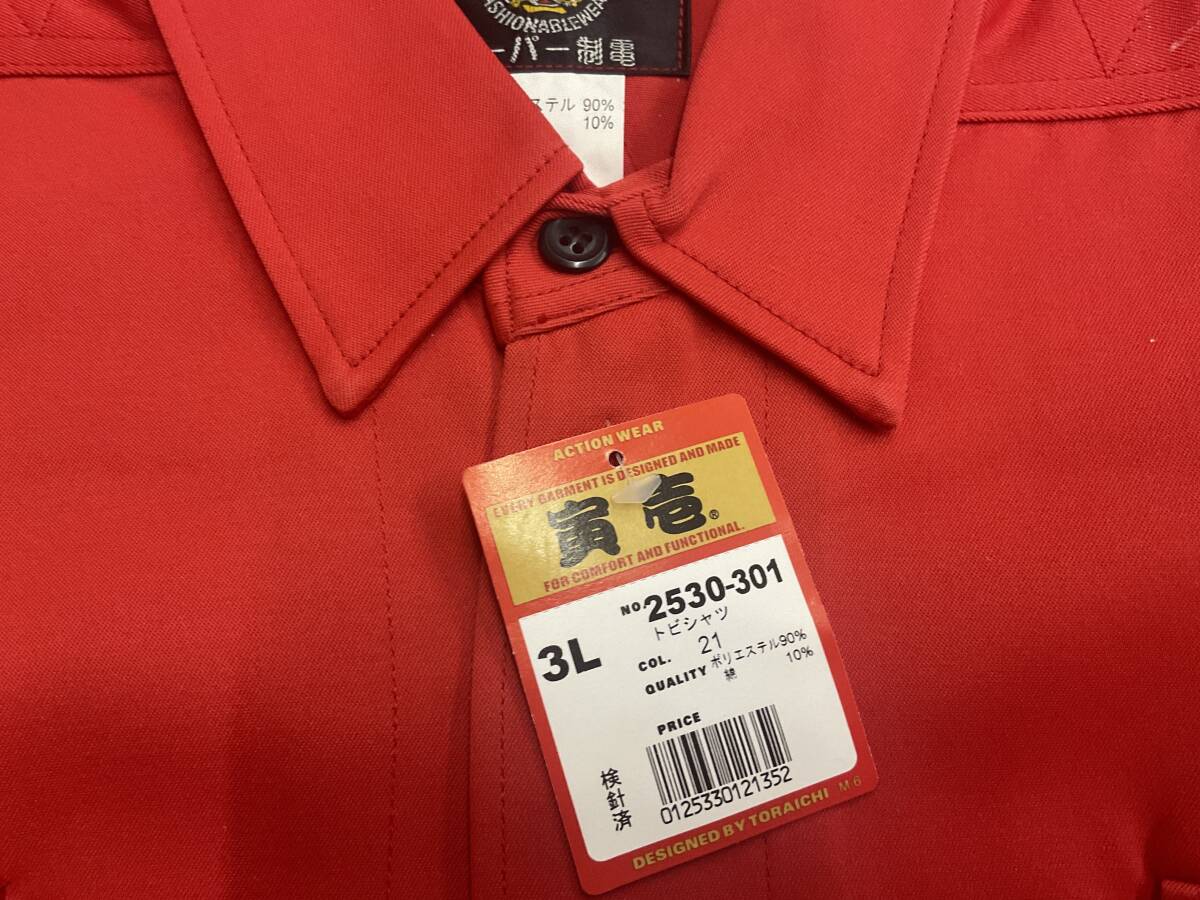 FASHIONABLEWEAR
ーパー制電
ステル 90%
10%
ACTION WEAR
EVERY GARMENT IS DESIGNED AND MADE
寅壱®
FOR COMFORT AND FUNCTIONAL.
NO.2530-301
トビシャツ
3L
COL. 21
QUALITY ポリエステル90%
綿 10%
PRICE
検針済
0125330121352
DESIGNED BY TORAICHI M6